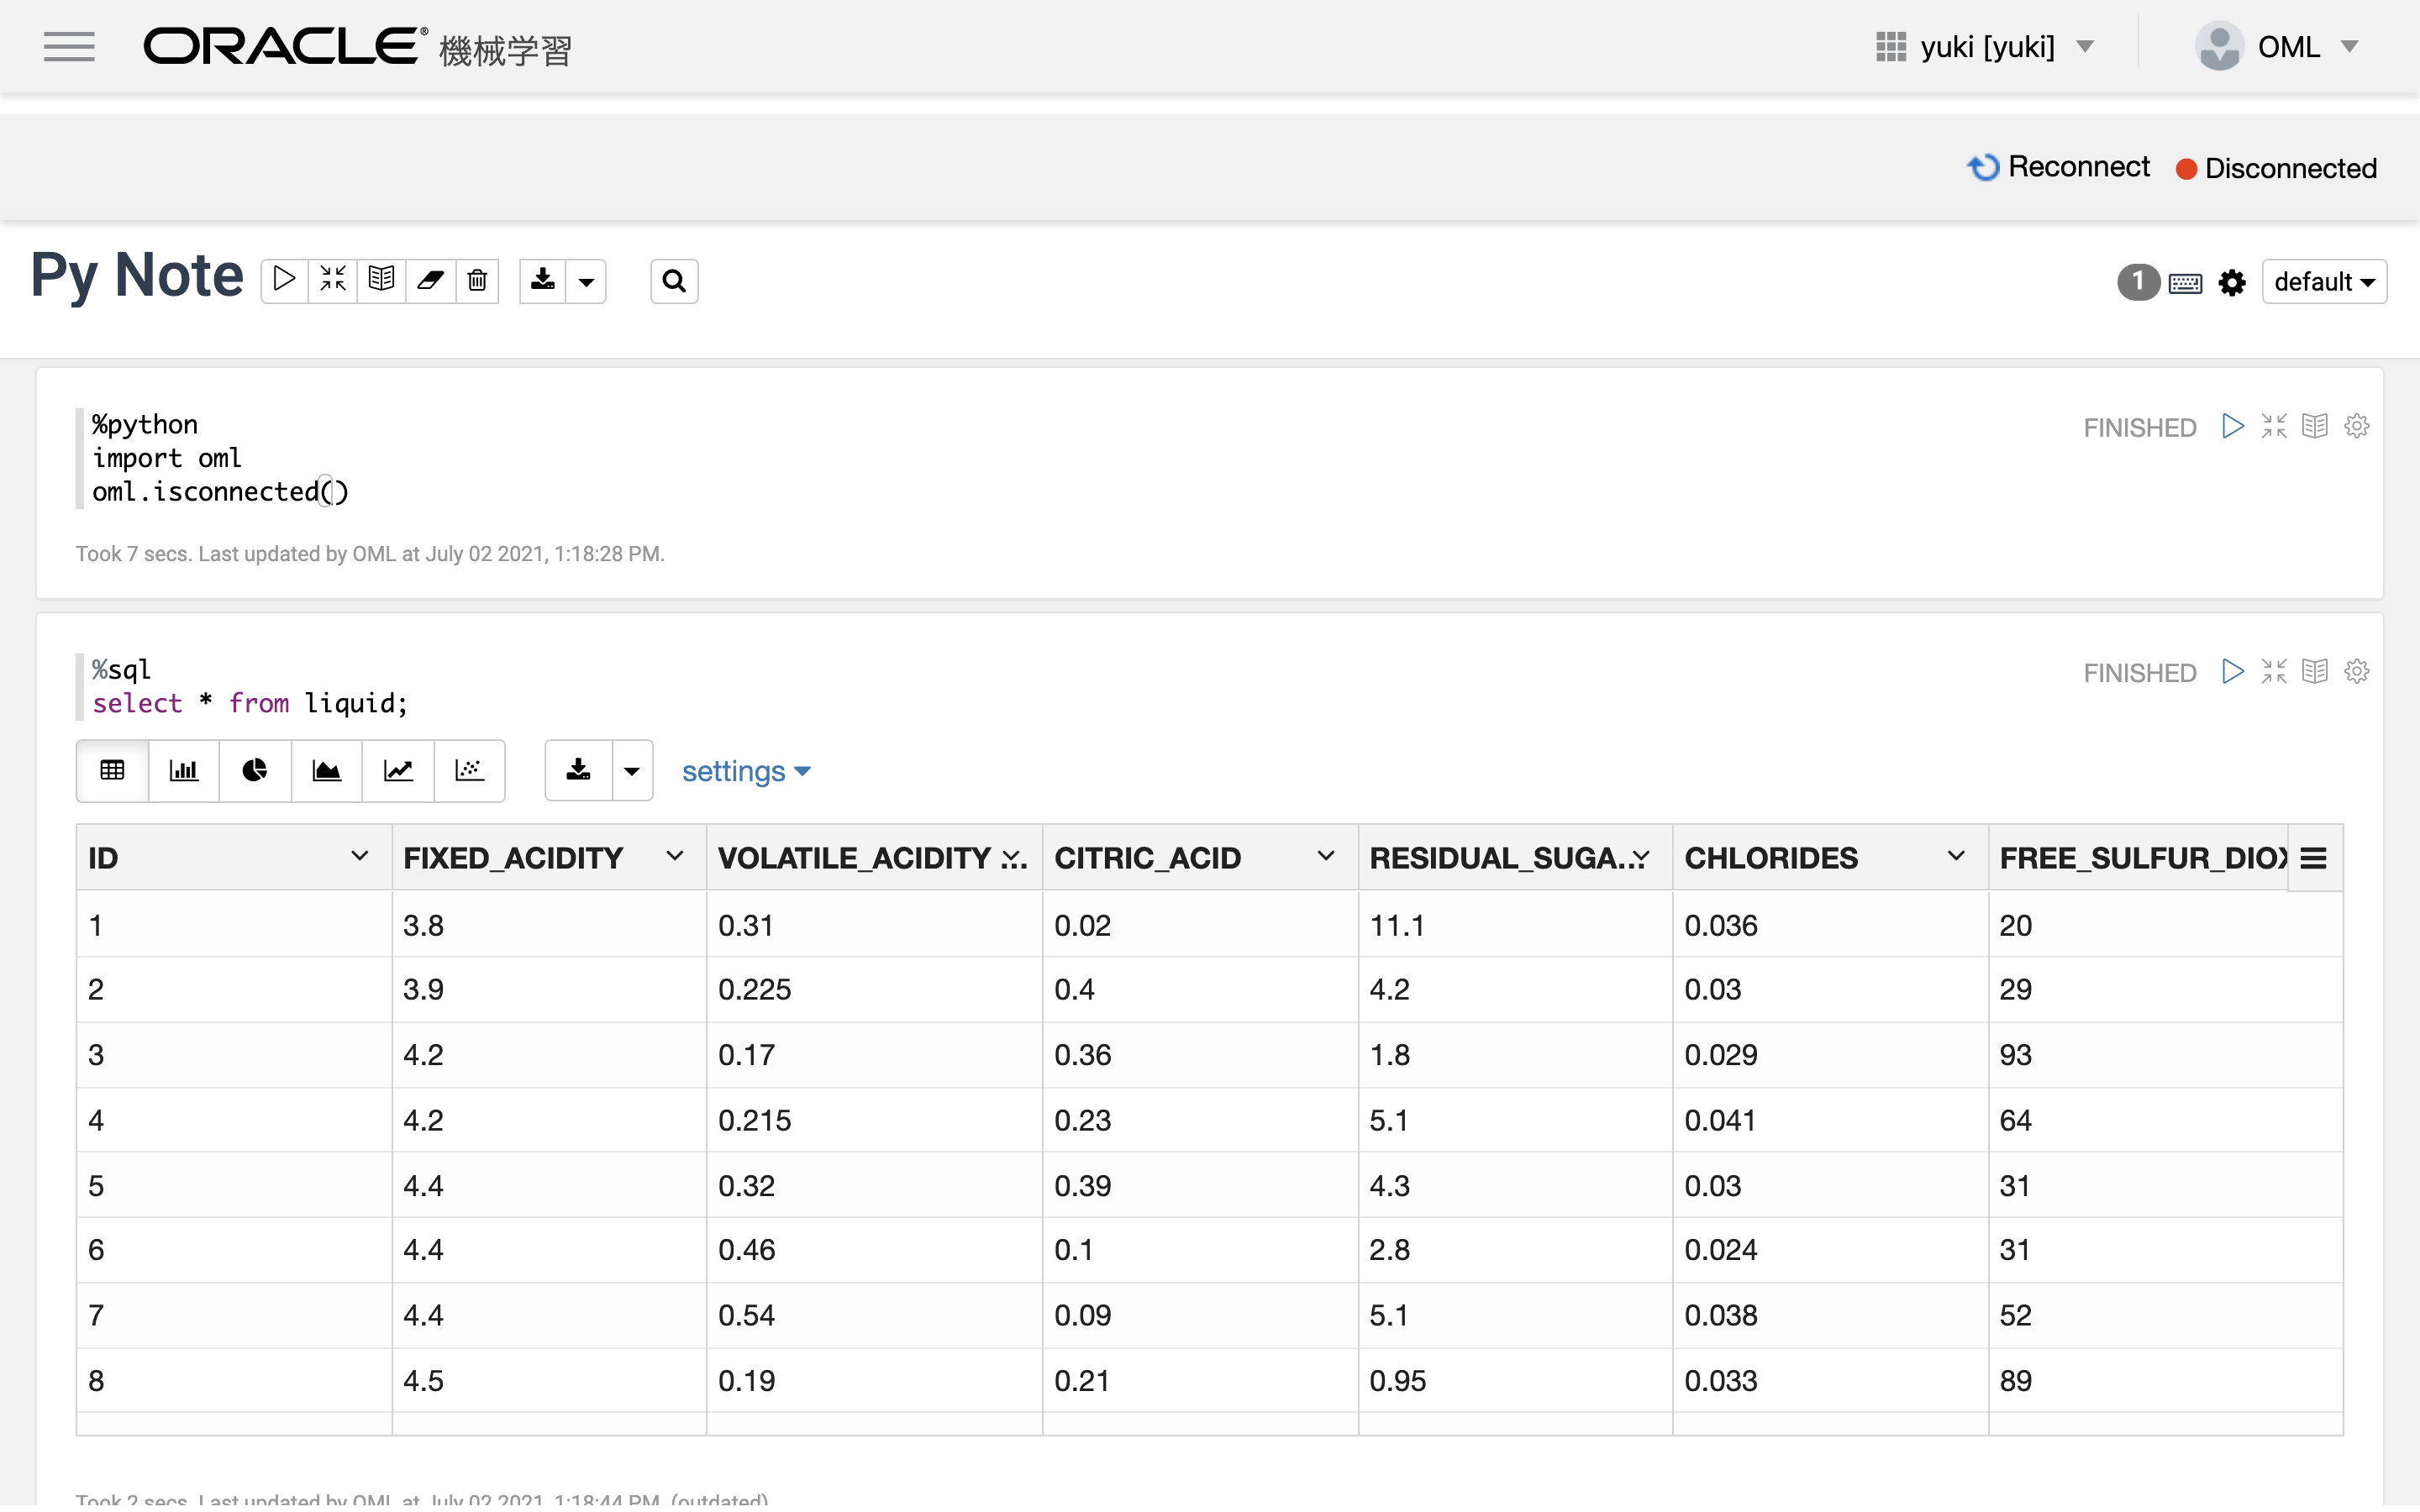 ORACLE® 機械学習
yuki [yuki]
OML
Reconnect
Disconnected
Py Note
1
default
%python
import oml
oml.isconnected()
FINISHED
Took 7 secs. Last updated by OML at July 02 2021, 1:18:28 PM.
%sql
select * from liquid;
FINISHED
settings
ID FIXED_ACIDITY VOLATILE_ACIDITY ... CITRIC_ACID RESIDUAL_SUGA... CHLORIDES FREE_SULFUR_DIOX
1 3.8 0.31 0.02 11.1 0.036 20
2 3.9 0.225 0.4 4.2 0.03 29
3 4.2 0.17 0.36 1.8 0.029 93
4 4.2 0.215 0.23 5.1 0.041 64
5 4.4 0.32 0.39 4.3 0.03 31
6 4.4 0.46 0.1 2.8 0.024 31
7 4.4 0.54 0.09 5.1 0.038 52
8 4.5 0.19 0.21 0.95 0.033 89
Took 2 secs. Last updated by OML at July 02 2021, 1:18:44 PM. (outdated)